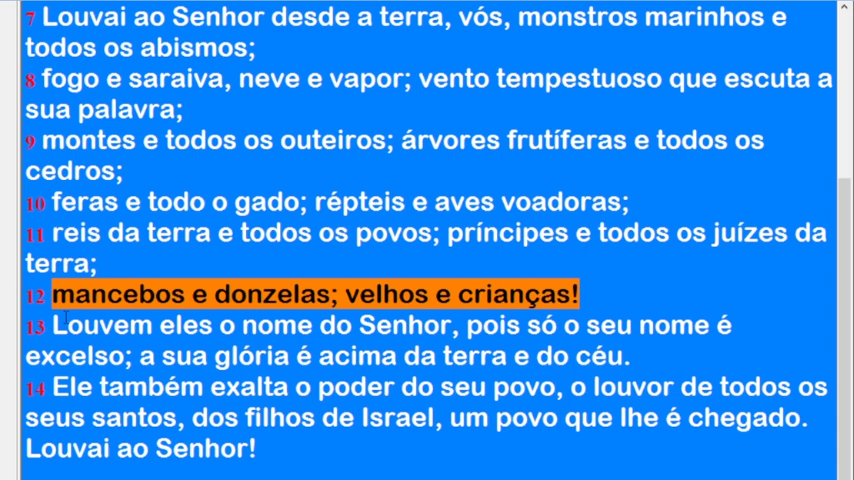 7 Louvai ao Senhor desde a terra, vós, monstros marinhos e
todos os abismos;
8 fogo e saraiva, neve e vapor; vento tempestuoso que escuta a
sua palavra;
9 montes e todos os outeiros; árvores frutíferas e todos os
cedros;
10 feras e todo o gado; répteis e aves voadoras;
11 reis da terra e todos os povos; príncipes e todos os juízes da
terra;
12 mancebos e donzelas; velhos e crianças!
13 Louvem eles o nome do Senhor, pois só o seu nome é
excelso; a sua glória é acima da terra e do céu.
14 Ele também exalta o poder do seu povo, o louvor de todos os
seus santos, dos filhos de Israel, um povo que lhe é chegado.
Louvai ao Senhor!